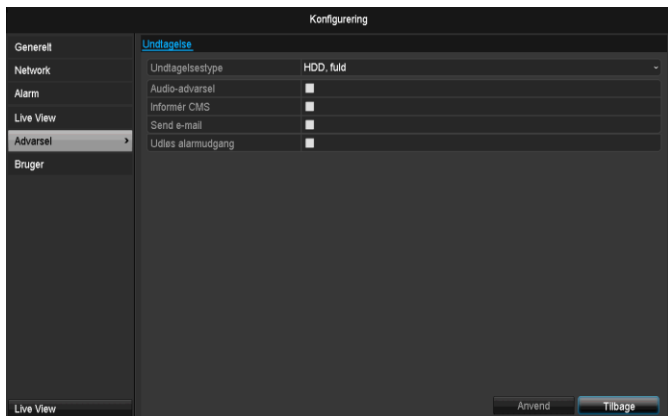 Konfigurering
Generelt
Network
Alarm
Live View
Advarsel >
Bruger
Live View
Undtagelse
Undtagelsestype HDD, fuld
Audio-advarsel
Informér CMS
Send e-mail
Udløs alarmudgang
Anvend Tilbage